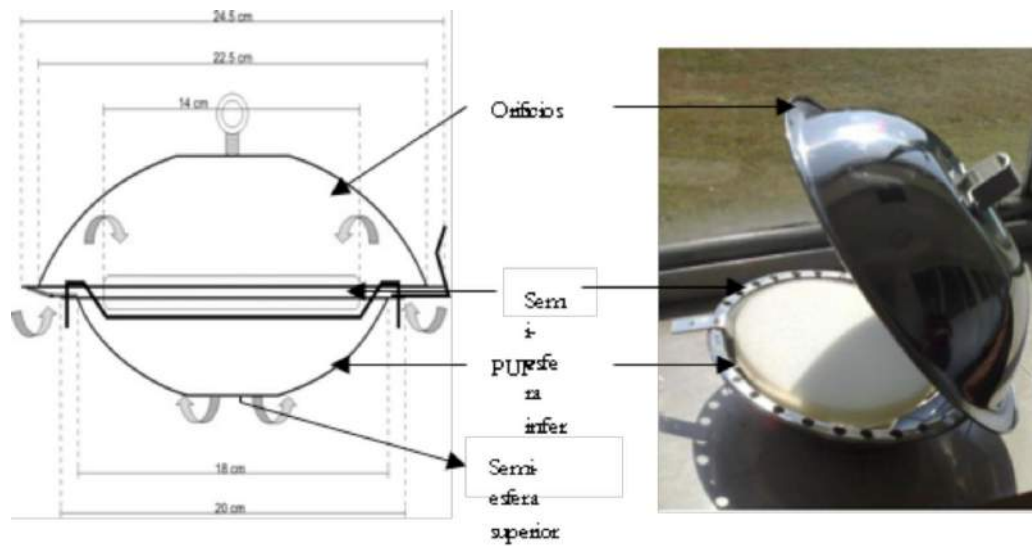 24.5 cm
22.5 cm
14 cm
Orificios
Semi
i-
esfe
ra
infer
PUF
Semi-
esfera
superior
18 cm
20 cm